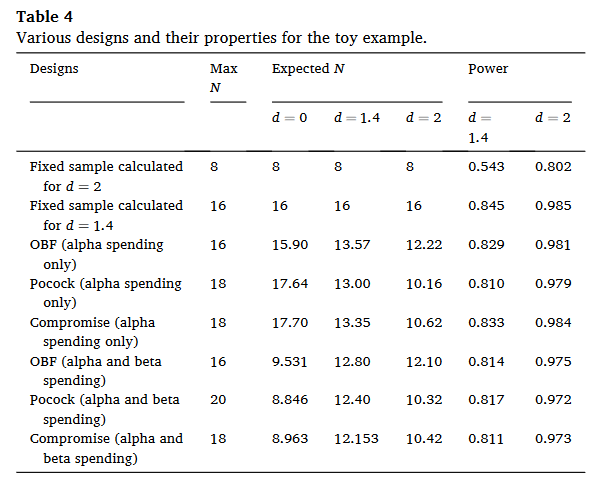 Table 4
Various designs and their properties for the toy example.
Designs Max Expected N Power
N
d = 0 d = 1.4 d = 2 d = d = 2
1.4
Fixed sample calculated 8 8 8 8 0.543 0.802
for d = 2
Fixed sample calculated 16 16 16 16 0.845 0.985
for d = 1.4
OBF (alpha spending 16 15.90 13.57 12.22 0.829 0.981
only)
Pocock (alpha spending 18 17.64 13.00 10.16 0.810 0.979
only)
Compromise (alpha 18 17.70 13.35 10.62 0.833 0.984
spending only)
OBF (alpha and beta 16 9.531 12.80 12.10 0.814 0.975
spending)
Pocock (alpha and beta 20 8.846 12.40 10.32 0.817 0.972
spending)
Compromise (alpha and 18 8.963 12.153 10.42 0.811 0.973
beta spending)